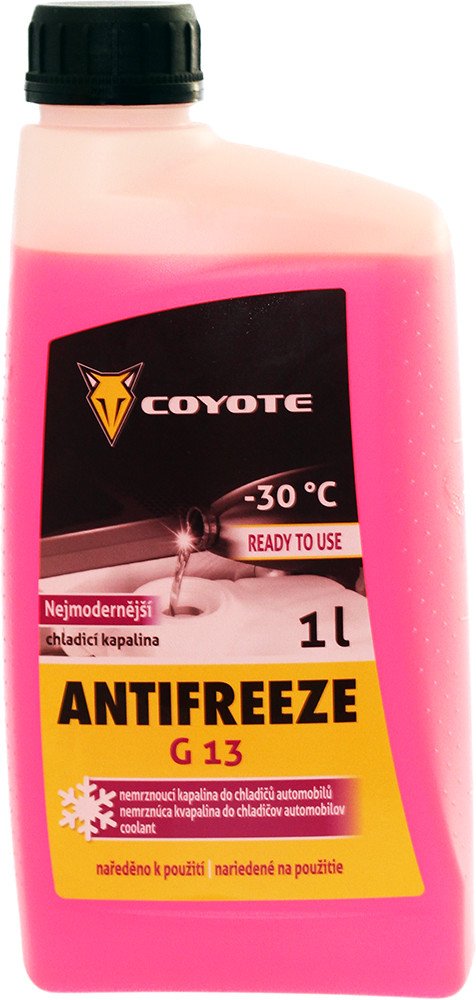 COYOTE
-30 °C
READY TO USE
Nejmodernější
chladicí kapalina
1 l
ANTIFREEZE
G 13
nemrznoucí kapalina do chladičů automobilů
nemrznúca kvapalina do chladičov automobilov
coolant
naředěno k použití | nariedené na použitie